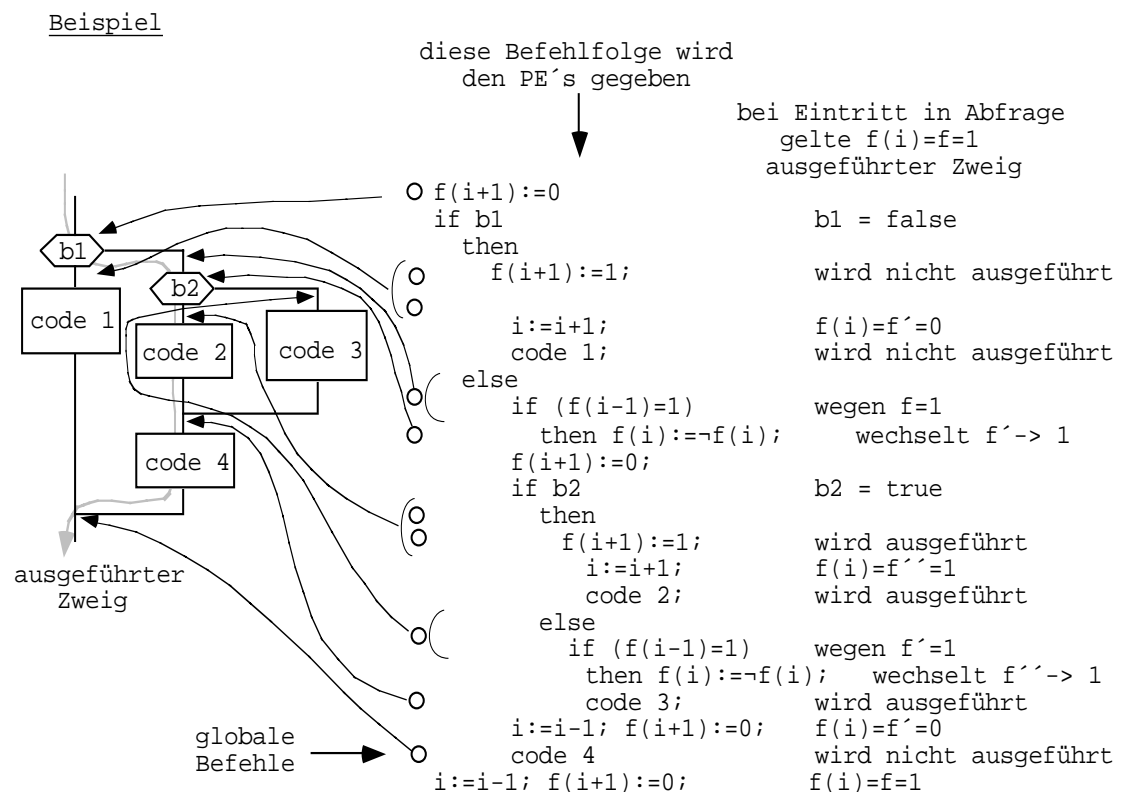 Beispiel
diese Befehlfolge wird
den PE´s gegeben
bei Eintritt in Abfrage
gelte f(i)=f=1
ausgeführter Zweig
f(i+1):=0
if b1 b1 = false
then
f(i+1):=1; wird nicht ausgeführt
i:=i+1; f(i)=f´=0
code 1; wird nicht ausgeführt
else
if (f(i-1)=1) wegen f=1
then f(i):=¬f(i); wechselt f´-> 1
f(i+1):=0;
if b2 b2 = true
then
f(i+1):=1; wird ausgeführt
i:=i+1; f(i)=f´´=1
code 2; wird ausgeführt
else
if (f(i-1)=1) wegen f´=1
then f(i):=¬f(i); wechselt f´´-> 1
code 3; wird ausgeführt
i:=i-1; f(i+1):=0; f(i)=f´=0
code 4 wird nicht ausgeführt
i:=i-1; f(i+1):=0; f(i)=f=1
b1
b2
code 1
code 2
code 3
code 4
ausgeführter
Zweig
globale
Befehle